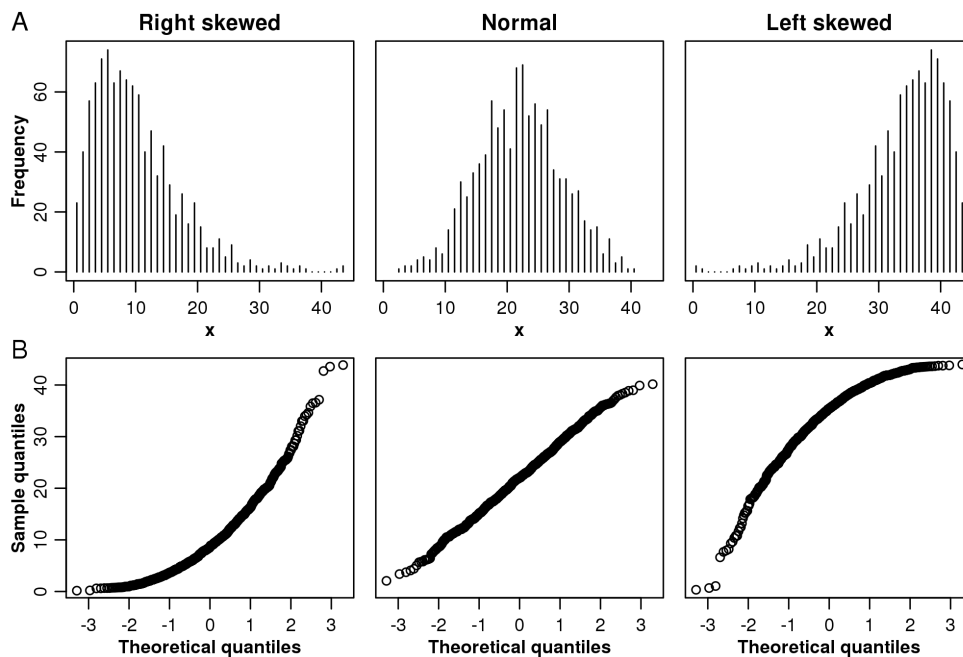 A
Right skewed
Normal
Left skewed
Frequency
0 20 40 60
0 10 20 30 40
0 10 20 30 40
0 10 20 30 40
x
x
x
B
Sample quantiles
0 10 20 30 40
-3 -2 -1 0 1 2 3
-3 -2 -1 0 1 2 3
-3 -2 -1 0 1 2 3
Theoretical quantiles
Theoretical quantiles
Theoretical quantiles